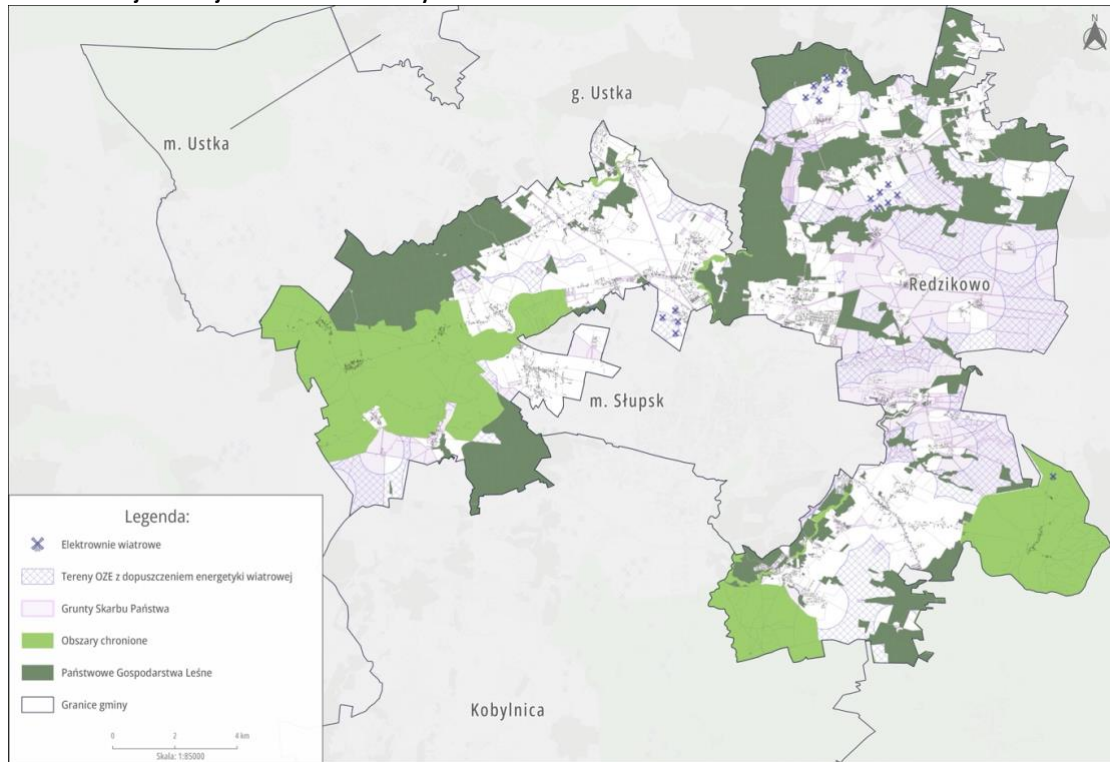 N
g. Ustka
m. Ustka
Redzikowo
m. Słupsk
Kobylnica
Legenda:
Elektrownie wiatrowe
Tereny OZE z dopuszczeniem energetyki wiatrowej
Grunty Skarbu Państwa
Obszary chronione
Państwowe Gospodarstwa Leśne
Granice gminy
0 2 4 km
Skala: 1:85000